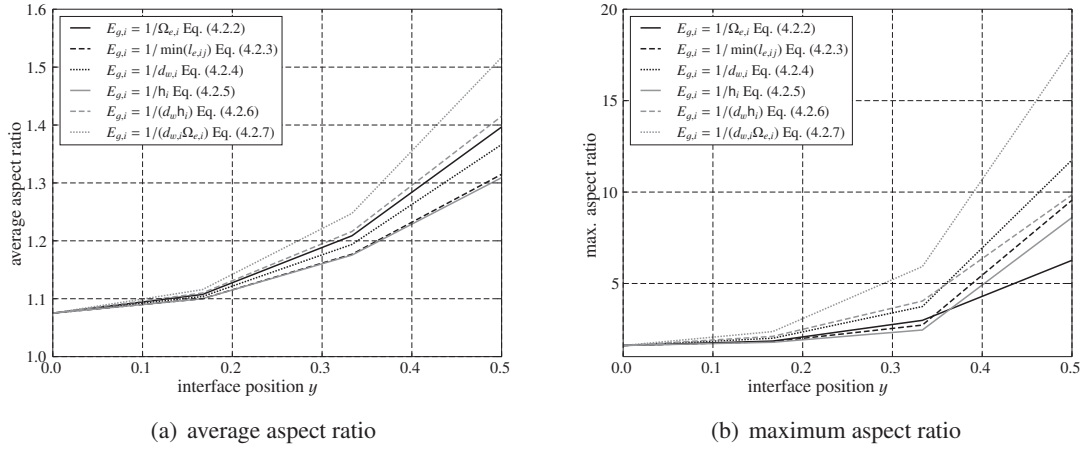 1.6
1.5
1.4
1.3
1.2
1.1
1.0
average aspect ratio
E_{g,i} = 1/Ω_{e,i} Eq. (4.2.2)
E_{g,i} = 1/ min(l_{e,ij}) Eq. (4.2.3)
E_{g,i} = 1/d_{w,i} Eq. (4.2.4)
E_{g,i} = 1/h_i Eq. (4.2.5)
E_{g,i} = 1/(d_w h_i) Eq. (4.2.6)
E_{g,i} = 1/(d_{w,i}Ω_{e,i}) Eq. (4.2.7)
0.0 0.1 0.2 0.3 0.4 0.5
interface position y
(a) average aspect ratio
20
15
10
5
max. aspect ratio
E_{g,i} = 1/Ω_{e,i} Eq. (4.2.2)
E_{g,i} = 1/ min(l_{e,ij}) Eq. (4.2.3)
E_{g,i} = 1/d_{w,i} Eq. (4.2.4)
E_{g,i} = 1/h_i Eq. (4.2.5)
E_{g,i} = 1/(d_w h_i) Eq. (4.2.6)
E_{g,i} = 1/(d_{w,i}Ω_{e,i}) Eq. (4.2.7)
0.0 0.1 0.2 0.3 0.4 0.5
interface position y
(b) maximum aspect ratio